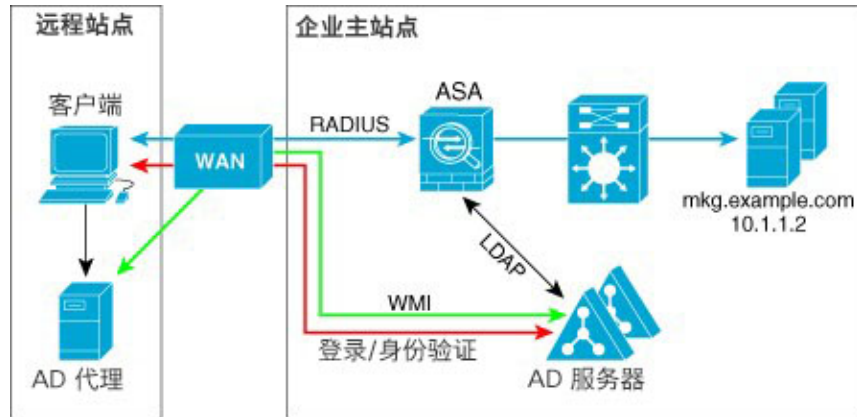 远程站点
企业主站点
客户端
ASA
RADIUS
WAN
mkg.example.com
10.1.1.2
LDAP
WMI
登录/身份验证
AD 代理
AD 服务器